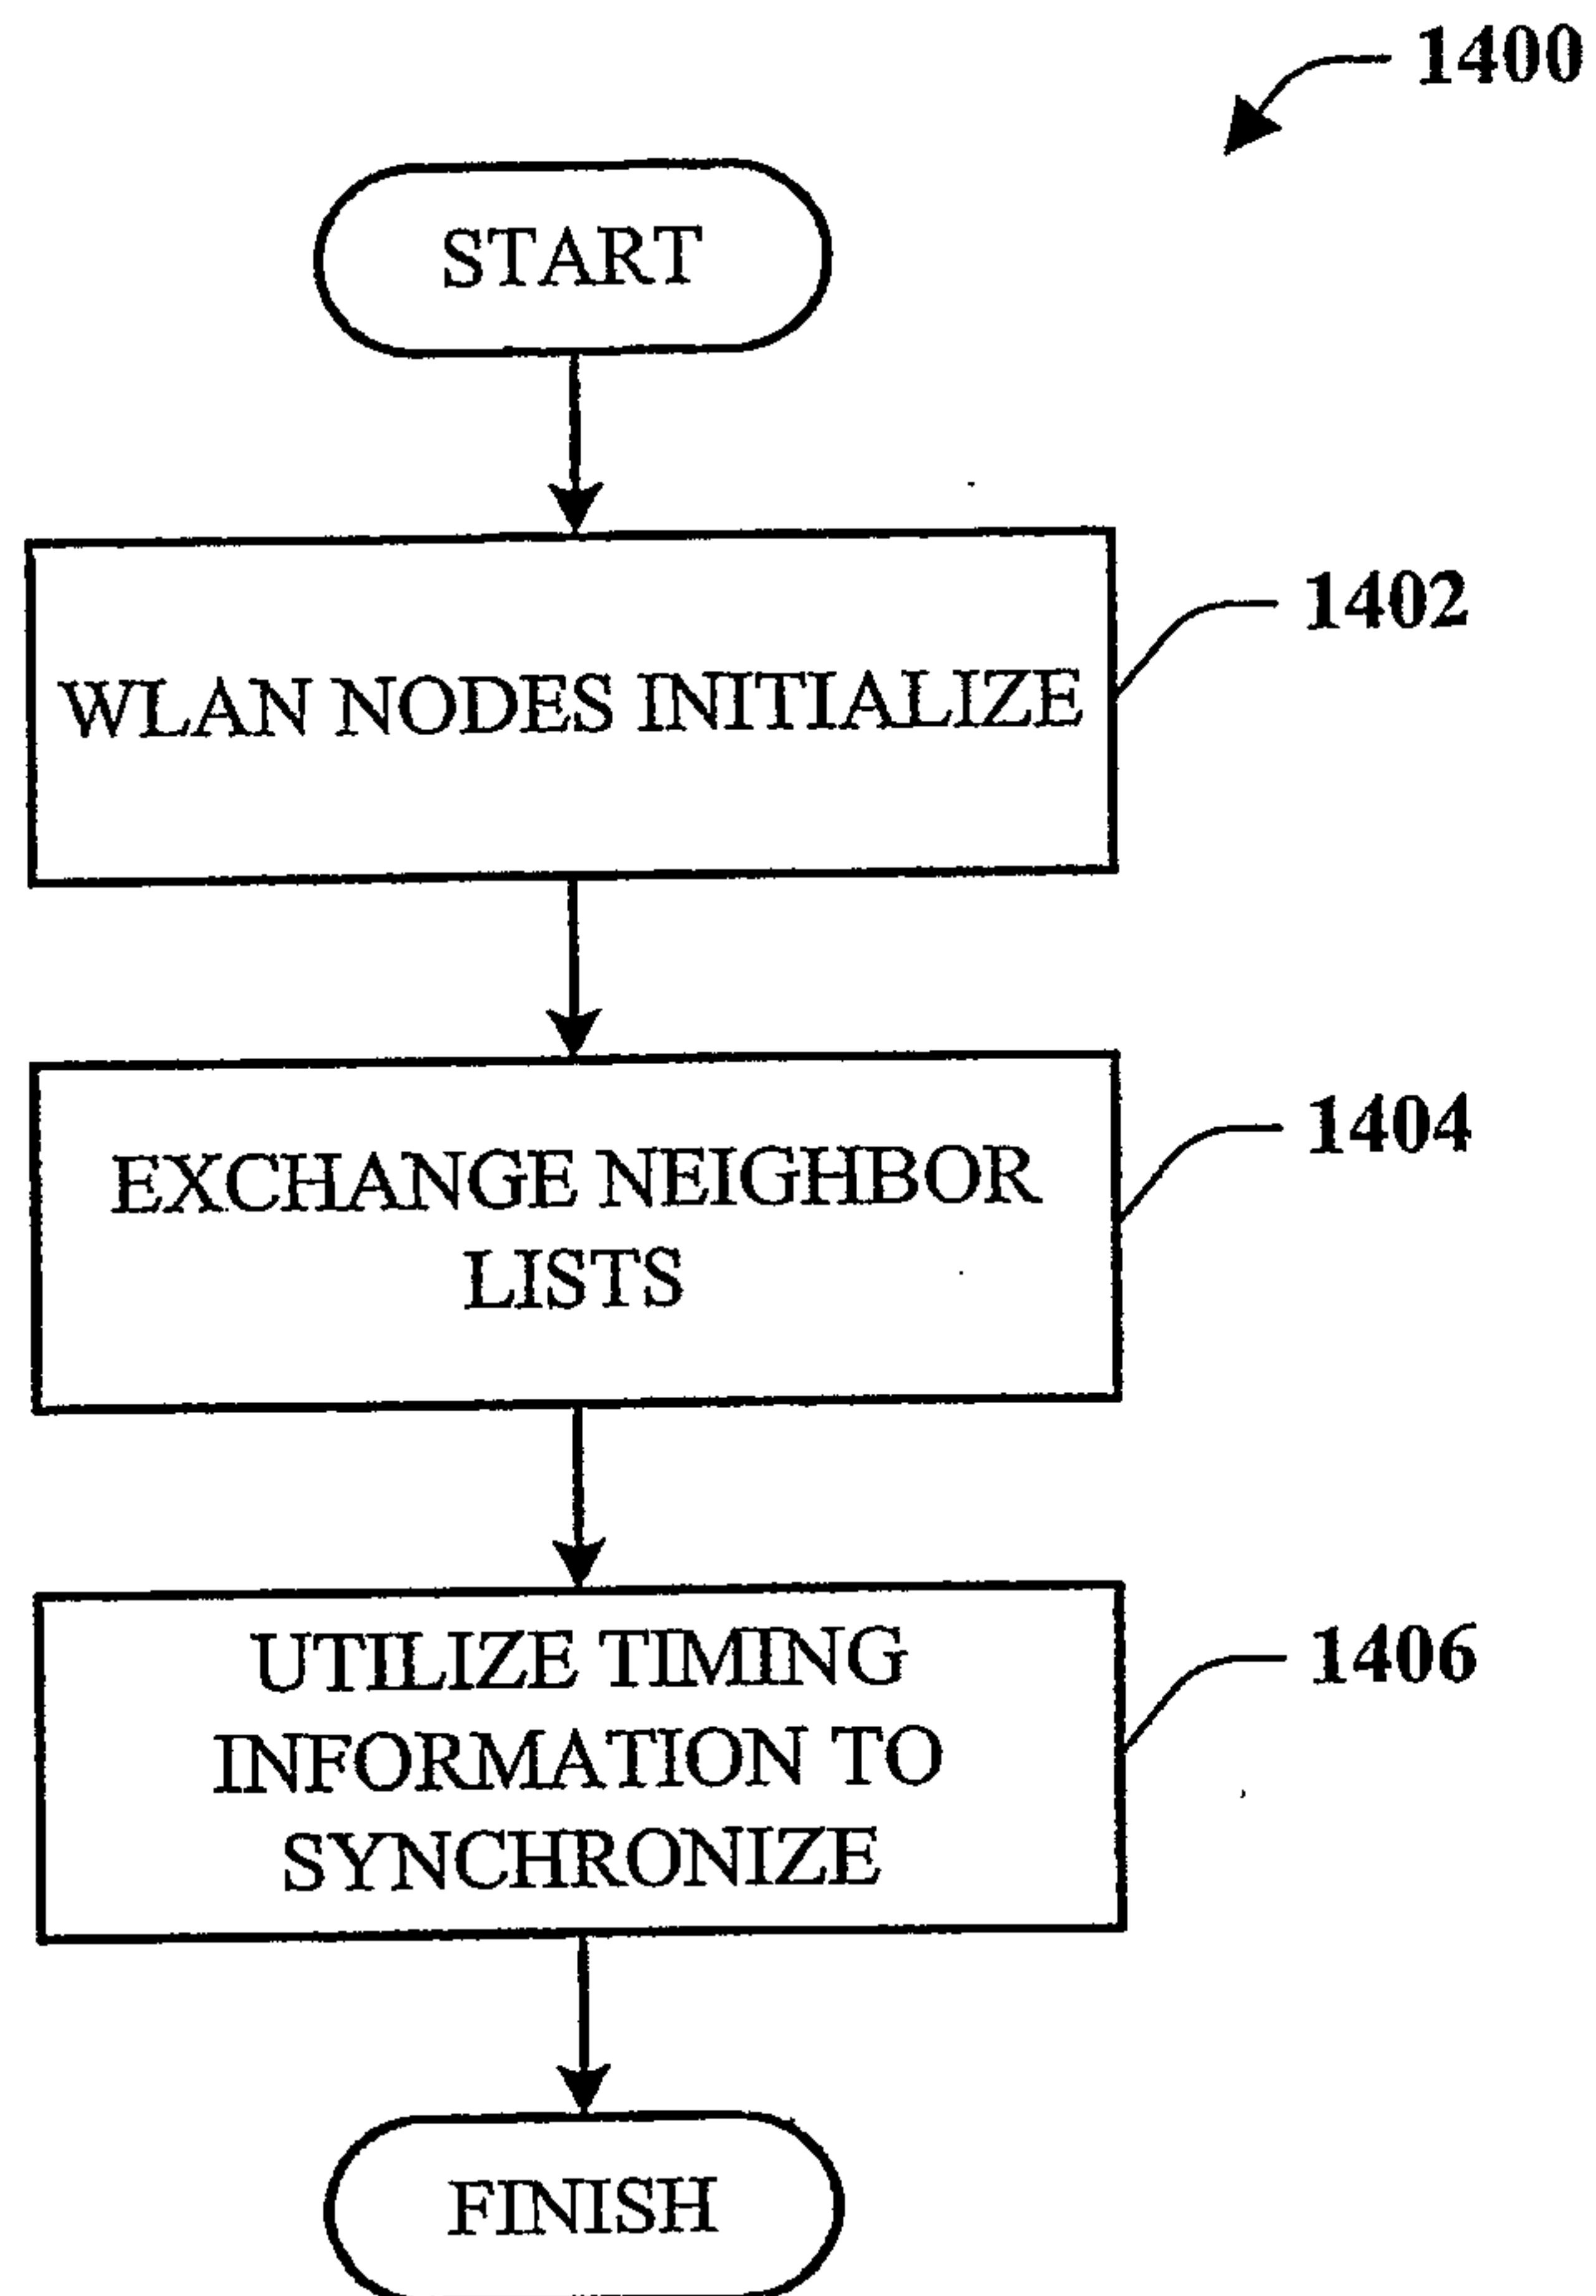 1400
START
WLAN NODES INITIALIZE
1402
EXCHANGE NEIGHBOR
LISTS
1404
UTILIZE TIMING
INFORMATION TO
SYNCHRONIZE
1406
FINISH